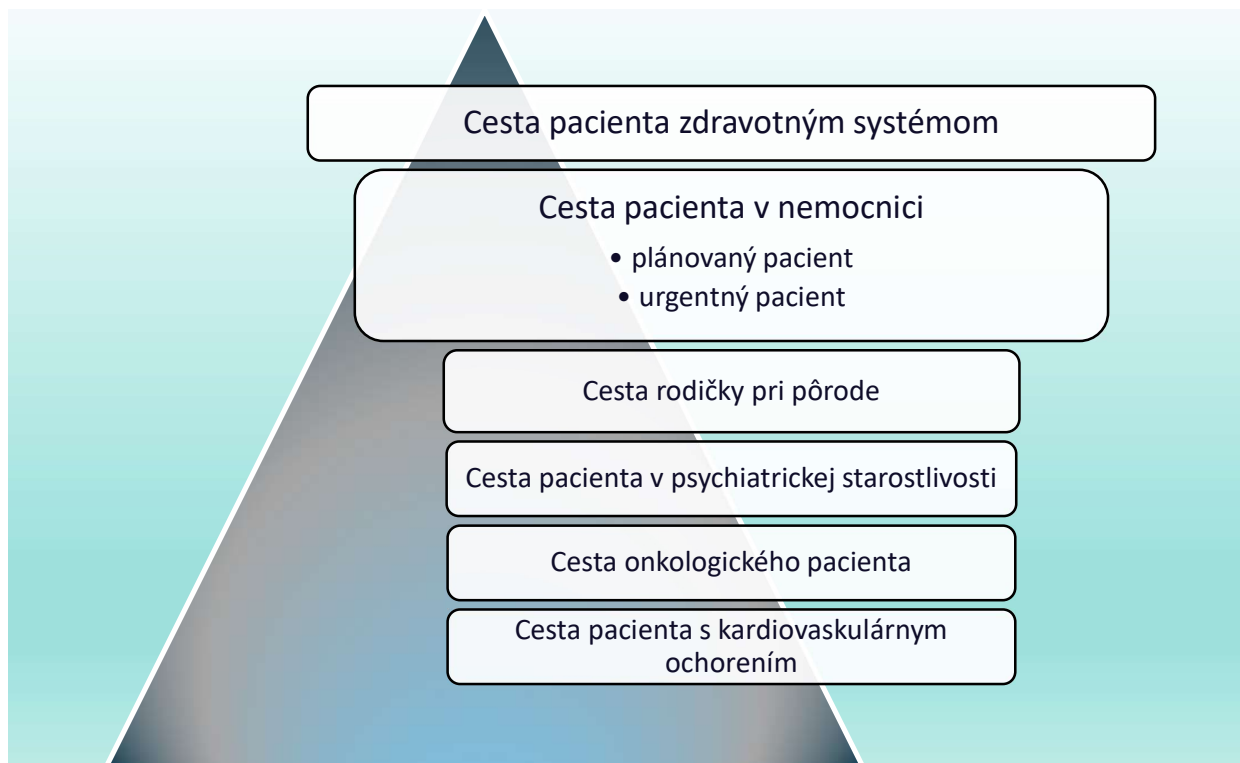 Cesta pacienta zdravotným systémom
Cesta pacienta v nemocnici
• plánovaný pacient
• urgentný pacient
Cesta rodičky pri pôrode
Cesta pacienta v psychiatrickej starostlivosti
Cesta onkologického pacienta
Cesta pacienta s kardiovaskulárnym
ochorením